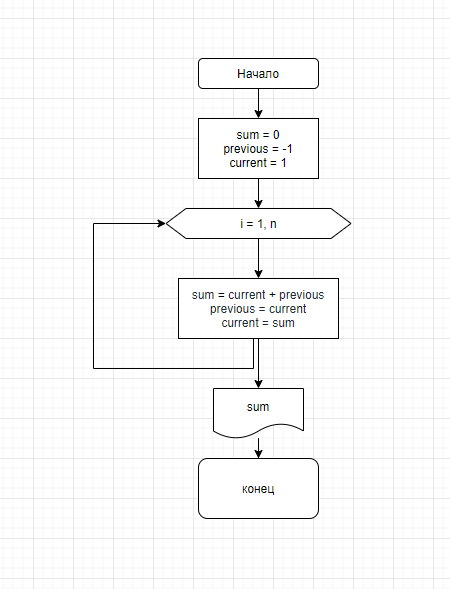 Начало
sum = 0
previous = -1
current = 1
i = 1, n
sum = current + previous
previous = current
current = sum
sum
конец